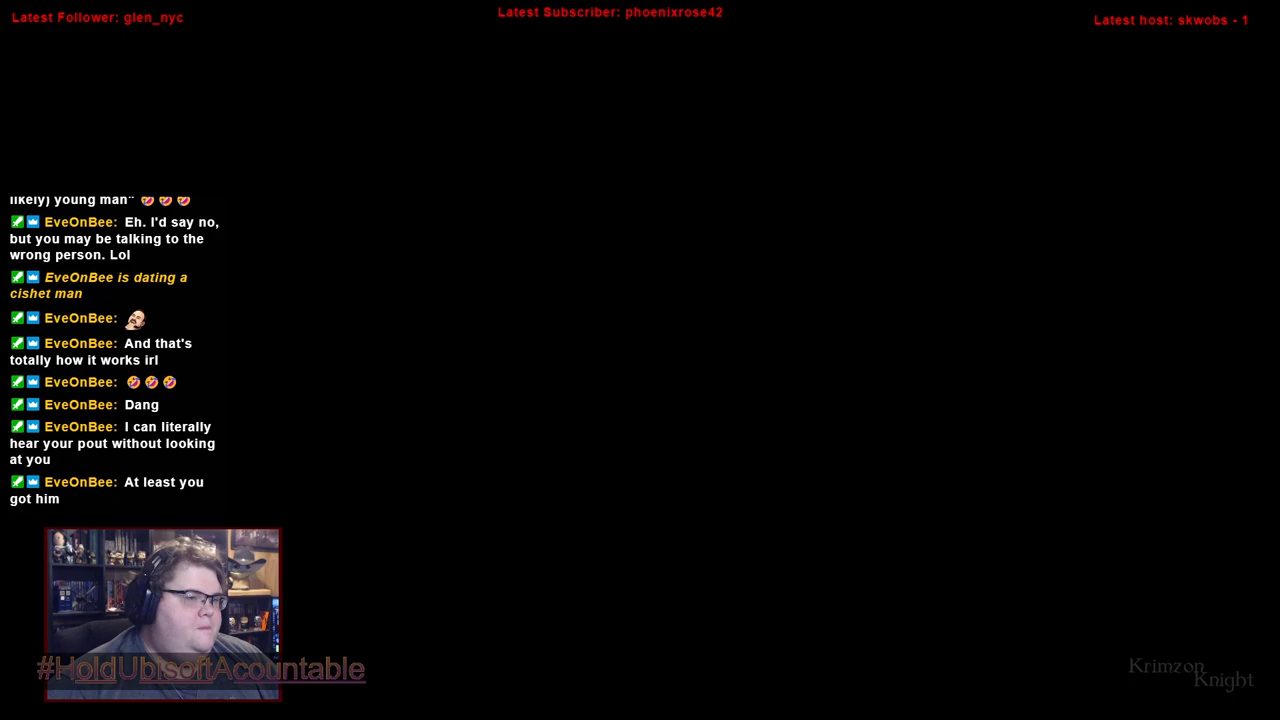 Latest Follower: glen_nyc
Latest Subscriber: phoenixrose42
Latest host: skwobs - 1
likely) young man"
EveOnBee: Eh. I'd say no,
but you may be talking to the
wrong person. Lol
EveOnBee is dating a
cishet man
EveOnBee:
EveOnBee: And that's
totally how it works irl
EveOnBee:
EveOnBee: Dang
EveOnBee: I can literally
hear your pout without looking
at you
EveOnBee: At least you
got him
#HoldUbisoftAcountable
Krimzon
Knight